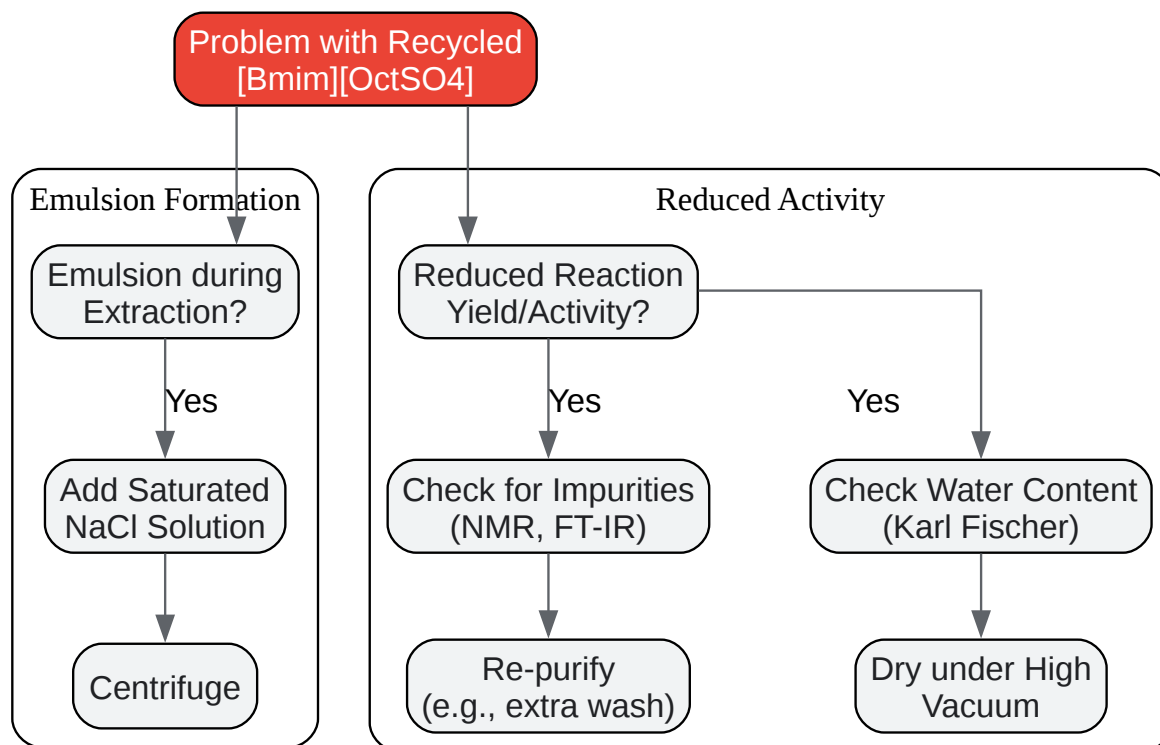 Problem with Recycled
[Bmim][OctSO4]
Emulsion Formation
Reduced Activity
Emulsion during
Extraction?
Reduced Reaction
Yield/Activity?
Yes
Yes
Yes
Add Saturated
NaCl Solution
Check for Impurities
(NMR, FT-IR)
Check Water Content
(Karl Fischer)
Centrifuge
Re-purify
(e.g., extra wash)
Dry under High
Vacuum